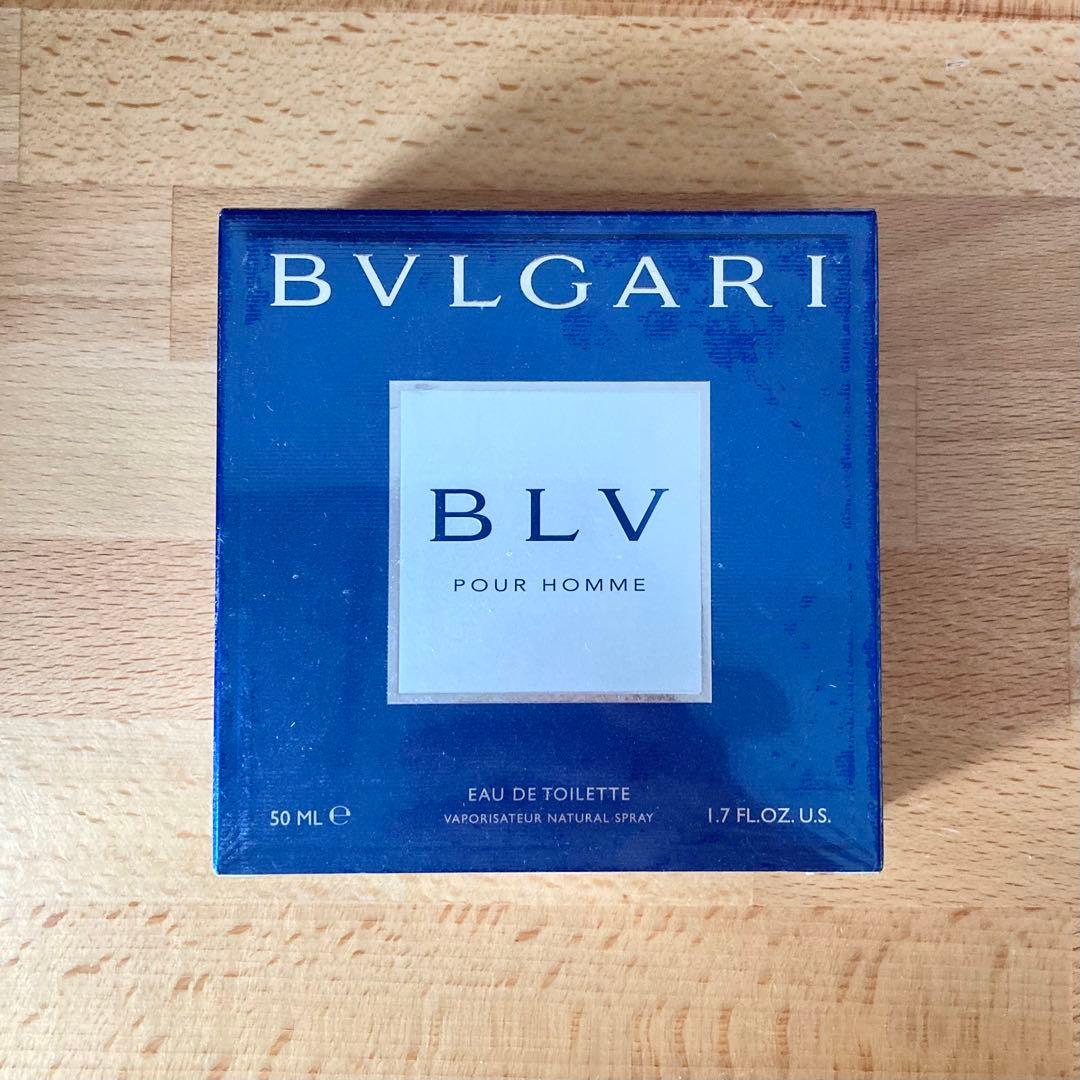 BVLGARI
BLV
POUR HOMME
EAU DE TOILETTE
50 ML ℮ VAPORISATEUR NATURAL SPRAY 1.7 FL.OZ. U.S.